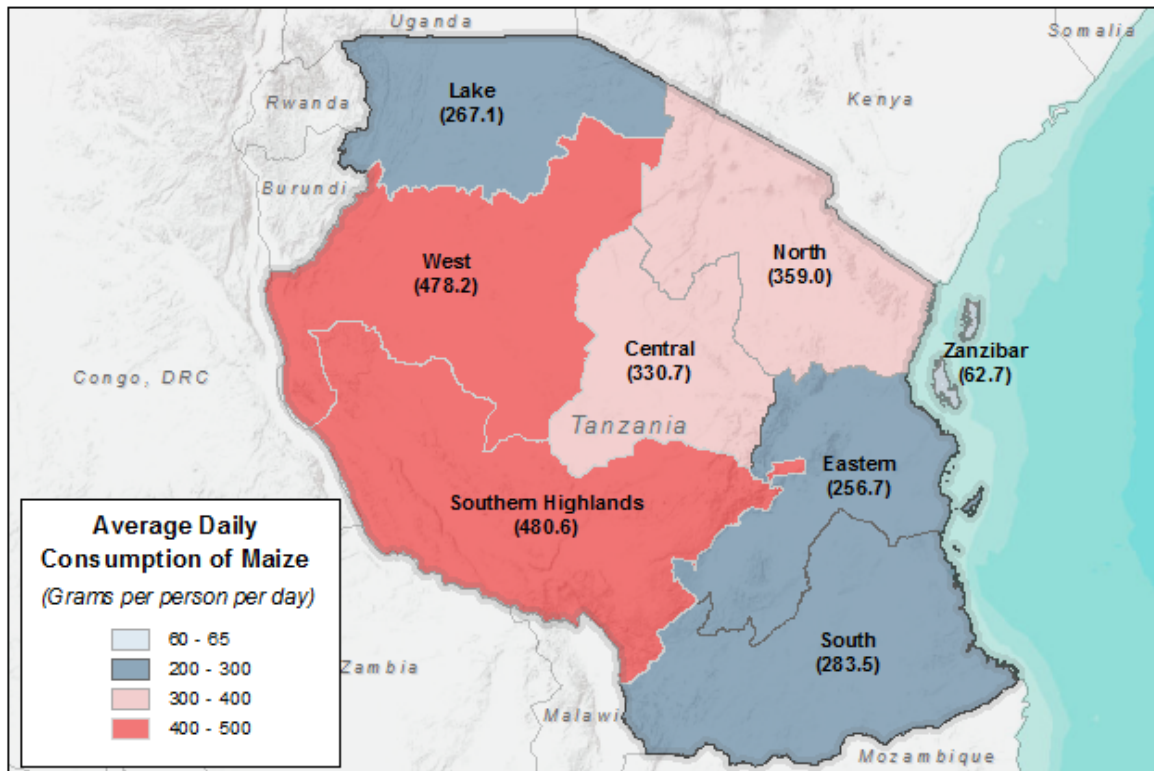 Uganda
Somalia
Lake
(267.1)
Rwanda
Kenya
Burundi
West
(478.2)
North
(359.0)
Central
(330.7)
Zanzibar
(62.7)
Congo, DRC
Tanzania
Eastern
(256.7)
Southern Highlands
(480.6)
South
(283.5)
Zambia
Malawi
Mozambique
Average Daily
Consumption of Maize
(Grams per person per day)
60 - 65
200 - 300
300 - 400
400 - 500